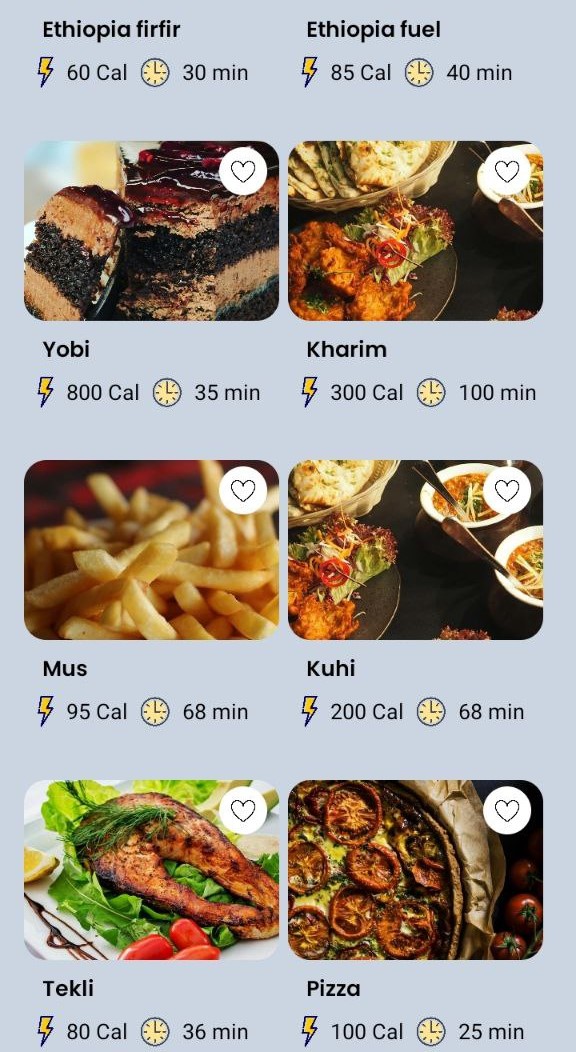 Ethiopia firfir
Ethiopia fuel
60 Cal 30 min
85 Cal 40 min
Yobi
Kharim
800 Cal 35 min
300 Cal 100 min
Mus
Kuhi
95 Cal 68 min
200 Cal 68 min
Tekli
Pizza
80 Cal 36 min
100 Cal 25 min